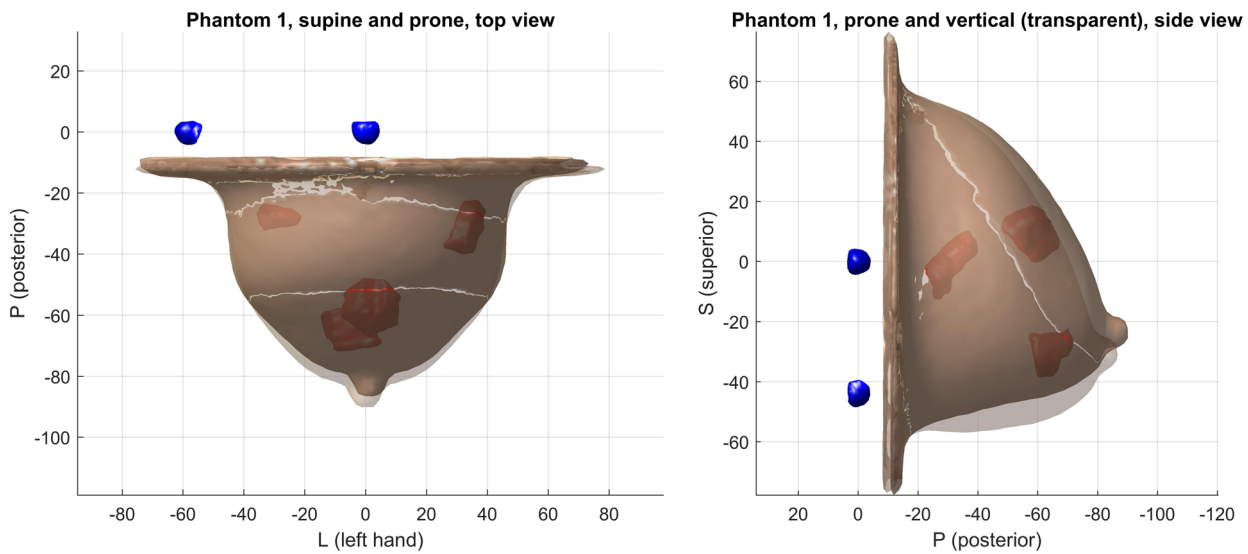 Phantom 1, supine and prone, top view
20
0
-20
-40
-60
-80
-100
P (posterior)
-80 -60 -40 -20 0 20 40 60 80
L (left hand)
Phantom 1, prone and vertical (transparent), side view
60
40
20
0
-20
-40
-60
S (superior)
20 0 -20 -40 -60 -80 -100 -120
P (posterior)